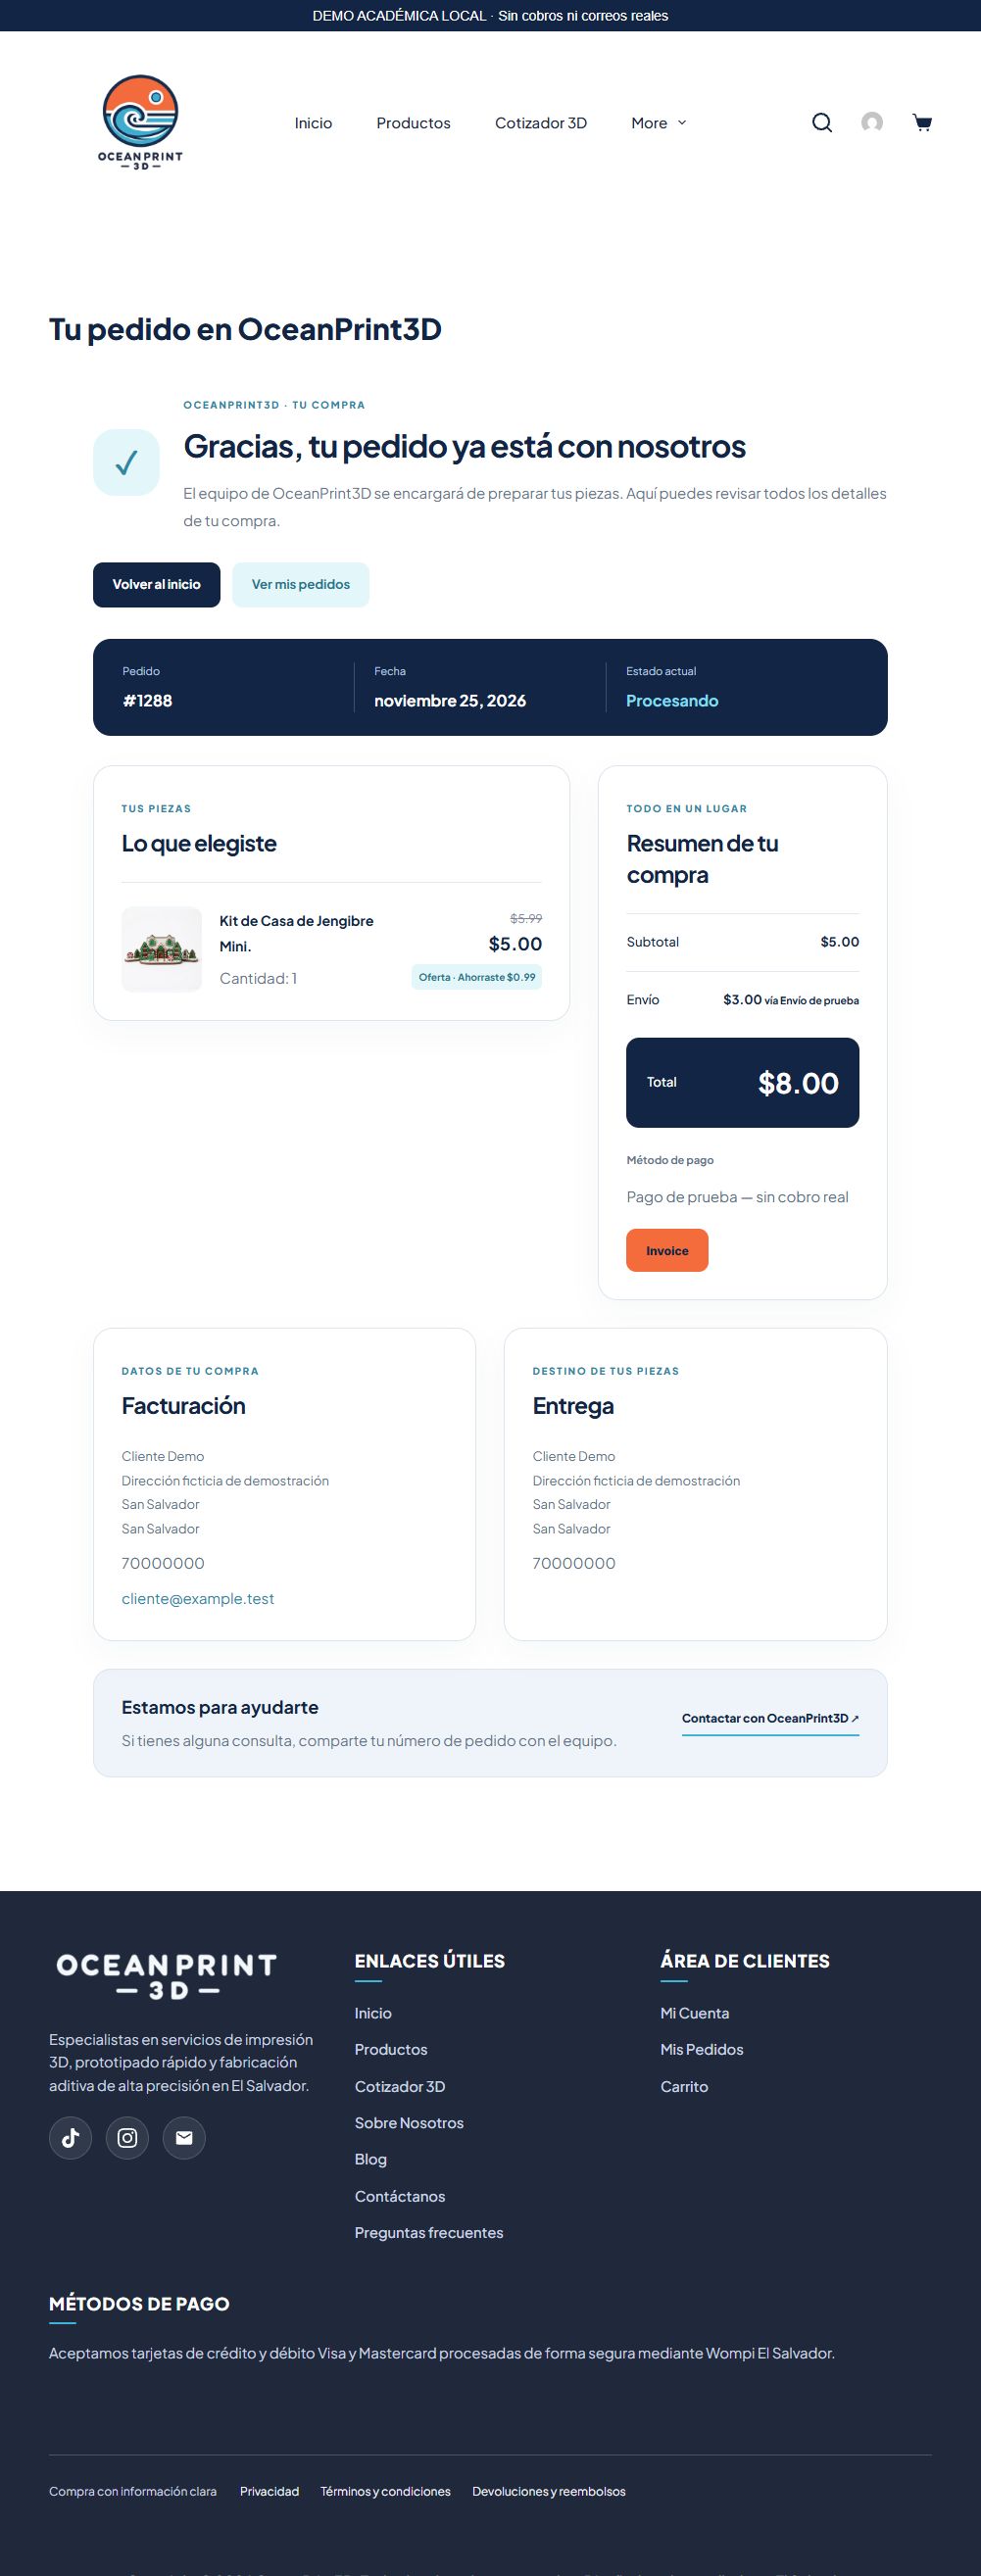 DEMO ACADÉMICA LOCAL · Sin cobros ni correos reales
OCEANPRINT
3D
Inicio
Productos
Cotizador 3D
More
Tu pedido en OceanPrint3D
OCEANPRINT3D · TU COMPRA
Gracias, tu pedido ya está con nosotros
El equipo de OceanPrint3D se encargará de preparar tus piezas. Aquí puedes revisar todos los detalles
de tu compra.
Volver al inicio
Ver mis pedidos
Pedido
#1288
Fecha
noviembre 25, 2026
Estado actual
Procesando
TUS PIEZAS
Lo que elegiste
Kit de Casa de Jengibre
Mini.
Cantidad: 1
$5.99
$5.00
Oferta · Ahorraste $0.99
TODO EN UN LUGAR
Resumen de tu
compra
Subtotal $5.00
Envío $3.00 vía Envío de prueba
Total $8.00
Método de pago
Pago de prueba — sin cobro real
Invoice
DATOS DE TU COMPRA
Facturación
Cliente Demo
Dirección ficticia de demostración
San Salvador
San Salvador
70000000
cliente@example.test
DESTINO DE TUS PIEZAS
Entrega
Cliente Demo
Dirección ficticia de demostración
San Salvador
San Salvador
70000000
Estamos para ayudarte
Si tienes alguna consulta, comparte tu número de pedido con el equipo.
Contactar con OceanPrint3D ↗
OCEANPRINT
— 3D —
Especialistas en servicios de impresión
3D, prototipado rápido y fabricación
aditiva de alta precisión en El Salvador.
ENLACES ÚTILES
Inicio
Productos
Cotizador 3D
Sobre Nosotros
Blog
Contáctanos
Preguntas frecuentes
ÁREA DE CLIENTES
Mi Cuenta
Mis Pedidos
Carrito
MÉTODOS DE PAGO
Aceptamos tarjetas de crédito y débito Visa y Mastercard procesadas de forma segura mediante Wompi El Salvador.
Compra con información clara
Privacidad
Términos y condiciones
Devoluciones y reembolsos